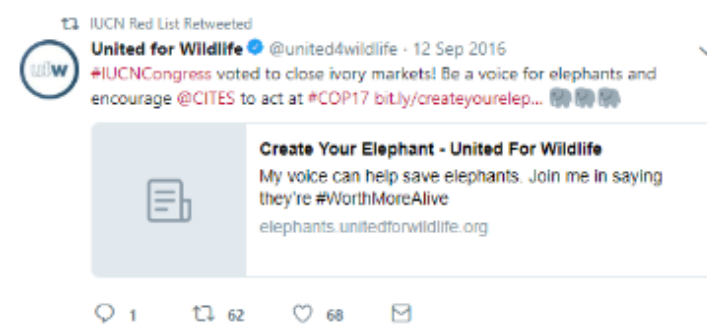 IUCN Red List Retweeted
United for Wildlife @united4wildlife · 12 Sep 2016
ufw
#IUCNCongress voted to close ivory markets! Be a voice for elephants and
encourage @CITES to act at #COP17 bit.ly/createyourelep... 🐘🐘🐘
Create Your Elephant - United For Wildlife
My voice can help save elephants. Join me in saying
they're #WorthMoreAlive
elephants.unitedforwildlife.org
1 62 68